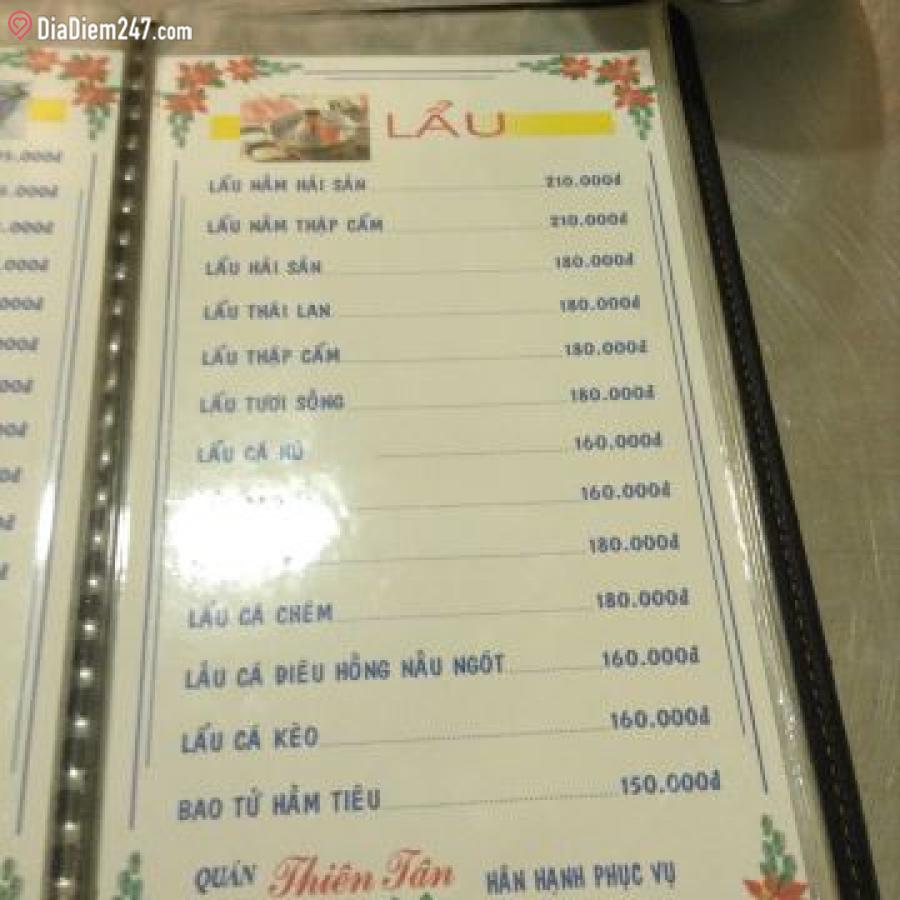 DiaDiem247.com
LẨU
LẨU NẤM HẢI SẢN 210.000đ
LẨU NẤM THẬP CẨM 210.000đ
LẨU HẢI SẢN 180.000đ
LẨU THÁI LAN 180.000đ
LẨU THẬP CẨM 180.000đ
LẨU TƯƠI SỐNG 180.000đ
LẨU CÁ HÚ 160.000đ
160.000đ
180.000đ
LẨU CÁ CHẼM 180.000đ
LẨU CÁ ĐIÊU HỒNG NẤU NGÓT 160.000đ
LẨU CÁ KÈO 160.000đ
BAO TỬ HẦM TIÊU 150.000đ
QUÁN Thiên Tân HÂN HẠNH PHỤC VỤ